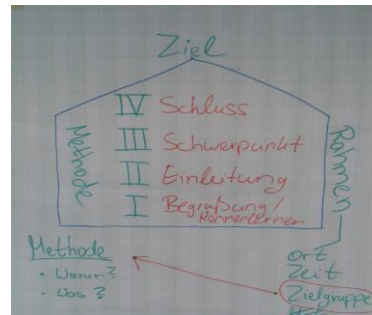 Ziel
IV Schluss
III Schwerpunkt
II Einleitung
I Begrüßung/
Kennenlernen
Methode
Rahmen
Methode
• Warum?
• Was?
Ort
Zeit
Zielgruppe